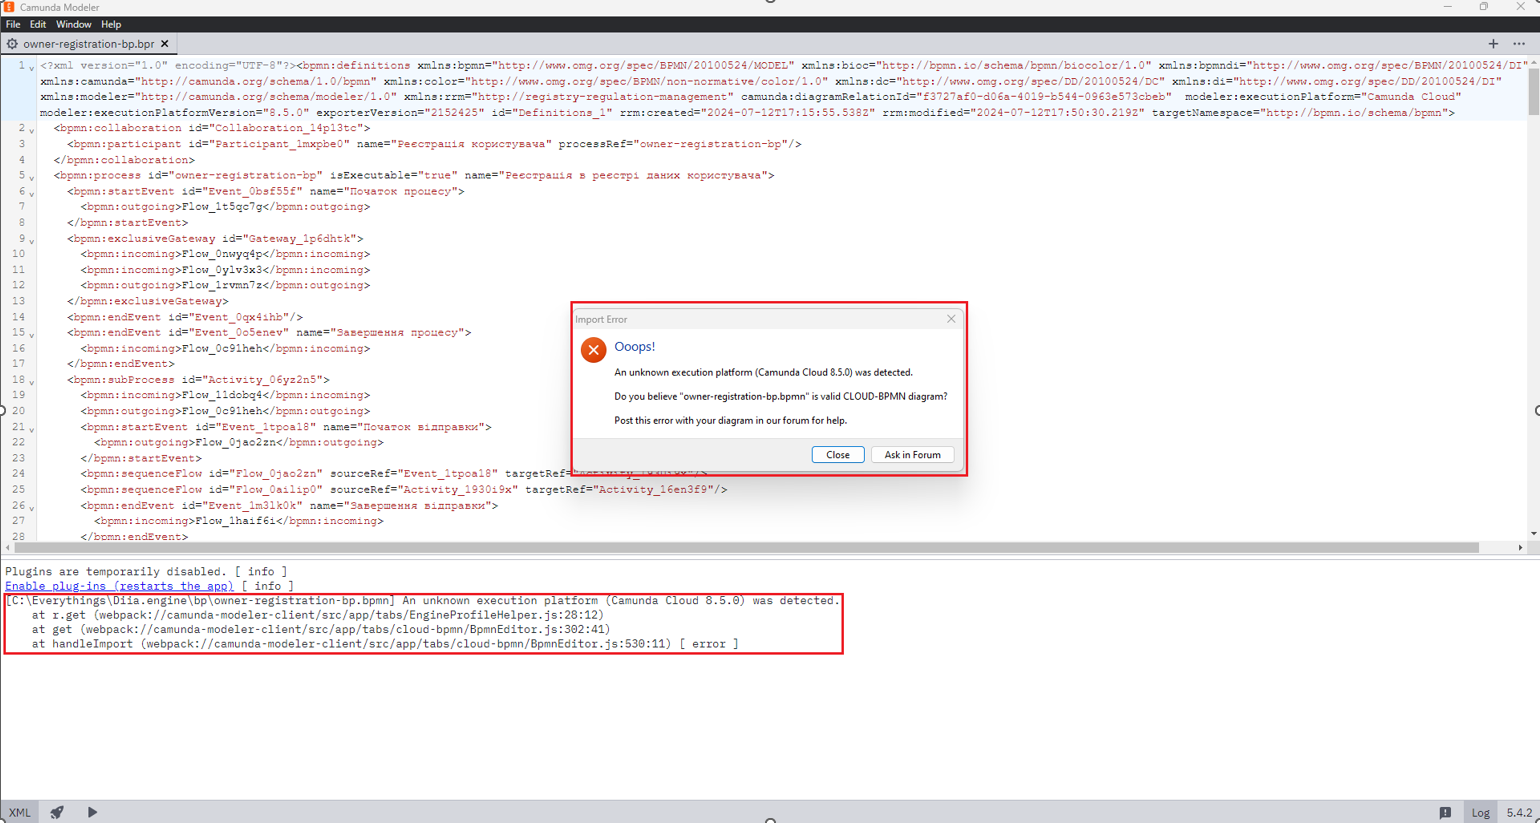 Camunda Modeler
File Edit Window Help
owner-registration-bp.bpr
1 <?xml version="1.0" encoding="UTF-8"?><bpmn:definitions xmlns:bpmn="http://www.omg.org/spec/BPMN/20100524/MODEL" xmlns:bioc="http://bpmn.io/schema/bpmn/biocolor/1.0" xmlns:bpmndi="http://www.omg.org/spec/BPMN/20100524/DI"
xmlns:camunda="http://camunda.org/schema/1.0/bpmn" xmlns:color="http://www.omg.org/spec/BPMN/non-normative/color/1.0" xmlns:dc="http://www.omg.org/spec/DD/20100524/DC" xmlns:di="http://www.omg.org/spec/DD/20100524/DI"
xmlns:modeler="http://camunda.org/schema/modeler/1.0" xmlns:rrm="http://registry-regulation-management" camunda:diagramRelationId="f3727af0-d06a-4019-b544-0963e573cbeb" modeler:executionPlatform="Camunda Cloud"
modeler:executionPlatformVersion="8.5.0" exporterVersion="2152425" id="Definitions_1" rrm:created="2024-07-12T17:15:55.538Z" rrm:modified="2024-07-12T17:50:30.219Z" targetNamespace="http://bpmn.io/schema/bpmn">
2 <bpmn:collaboration id="Collaboration_14pl3tc">
3 <bpmn:participant id="Participant_1mxpbe0" name="Реєстрація користувача" processRef="owner-registration-bp"/>
4 </bpmn:collaboration>
5 <bpmn:process id="owner-registration-bp" isExecutable="true" name="Реєстрація в реєстрі даних користувача">
6 <bpmn:startEvent id="Event_0bsf55f" name="Початок процесу">
7 <bpmn:outgoing>Flow_1t5qc7g</bpmn:outgoing>
8 </bpmn:startEvent>
9 <bpmn:exclusiveGateway id="Gateway_1p6dhtk">
10 <bpmn:incoming>Flow_0nwyq4p</bpmn:incoming>
11 <bpmn:incoming>Flow_0ylv3x3</bpmn:incoming>
12 <bpmn:outgoing>Flow_1rvmn7z</bpmn:outgoing>
13 </bpmn:exclusiveGateway>
14 <bpmn:endEvent id="Event_0qx4ihb"/>
15 <bpmn:endEvent id="Event_0o5enev" name="Завершення процесу">
16 <bpmn:incoming>Flow_0c91heh</bpmn:incoming>
17 </bpmn:endEvent>
18 <bpmn:subProcess id="Activity_06yz2n5">
19 <bpmn:incoming>Flow_11dobq4</bpmn:incoming>
20 <bpmn:outgoing>Flow_0c91heh</bpmn:outgoing>
21 <bpmn:startEvent id="Event_1tpoal8" name="Початок відправки">
22 <bpmn:outgoing>Flow_0jao2zn</bpmn:outgoing>
23 </bpmn:startEvent>
24 <bpmn:sequenceFlow id="Flow_0jao2zn" sourceRef="Event_1tpoal8" targetRef=
25 <bpmn:sequenceFlow id="Flow_0ailip0" sourceRef="Activity_1930i9x" targetRef="Activity_16en3f9"/>
26 <bpmn:endEvent id="Event_1m3lk0k" name="Завершення відправки">
27 <bpmn:incoming>Flow_1haif6i</bpmn:incoming>
28 </bpmn:endEvent>
Import Error
Ooops!
An unknown execution platform (Camunda Cloud 8.5.0) was detected.
Do you believe "owner-registration-bp.bpmn" is valid CLOUD-BPMN diagram?
Post this error with your diagram in our forum for help.
Close Ask in Forum
Plugins are temporarily disabled. [ info ]
Enable plug-ins (restarts the app) [ info ]
[C:\Everythings\Diia.engine\bp\owner-registration-bp.bpmn] An unknown execution platform (Camunda Cloud 8.5.0) was detected.
at r.get (webpack://camunda-modeler-client/src/app/tabs/EngineProfileHelper.js:28:12)
at get (webpack://camunda-modeler-client/src/app/tabs/cloud-bpmn/BpmnEditor.js:302:41)
at handleImport (webpack://camunda-modeler-client/src/app/tabs/cloud-bpmn/BpmnEditor.js:530:11) [ error ]
XML Log 5.4.2